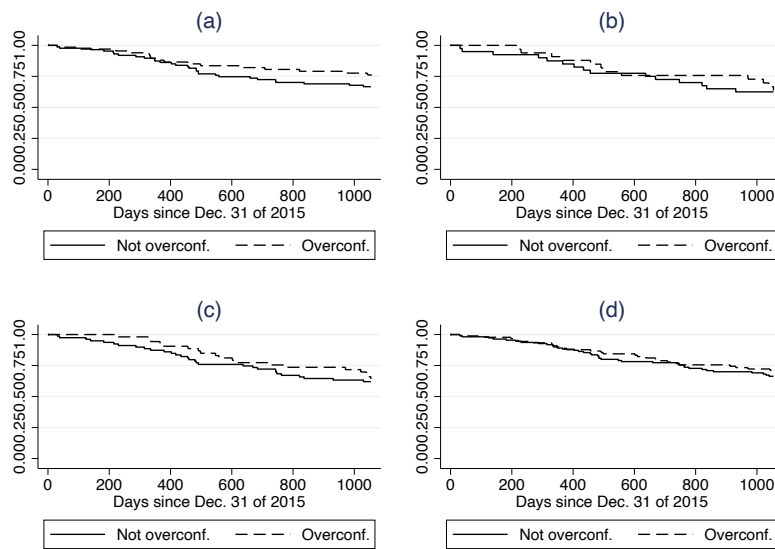 (a)
0.000.250.500.751.00
0 200 400 600 800 1000
Days since Dec. 31 of 2015
Not overconf. Overconf.
(b)
0.000.250.500.751.00
0 200 400 600 800 1000
Days since Dec. 31 of 2015
Not overconf. Overconf.
(c)
0.000.250.500.751.00
0 200 400 600 800 1000
Days since Dec. 31 of 2015
Not overconf. Overconf.
(d)
0.000.250.500.751.00
0 200 400 600 800 1000
Days since Dec. 31 of 2015
Not overconf. Overconf.